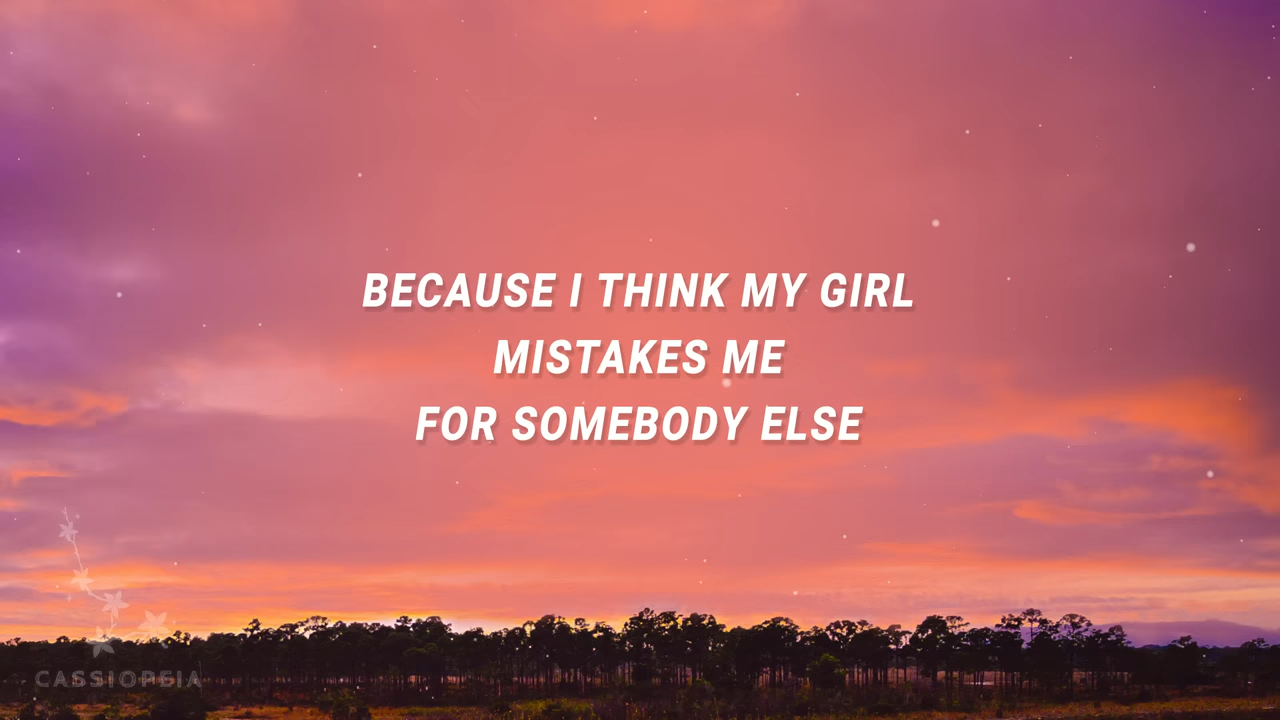 BECAUSE I THINK MY GIRL
MISTAKES ME
FOR SOMEBODY ELSE
CASSIOPEIA